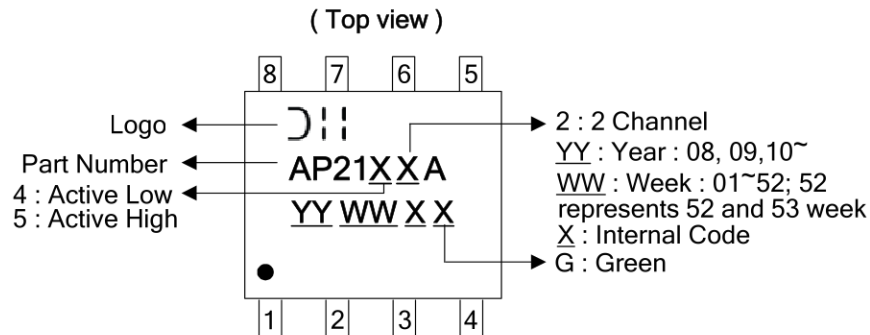 ( Top view )
8 7 6 5
Logo
Part Number
4 : Active Low
5 : Active High
AP21XXA
YY WW X X
2 : 2 Channel
YY : Year : 08, 09,10~
WW : Week : 01~52; 52
represents 52 and 53 week
X : Internal Code
G : Green
1 2 3 4